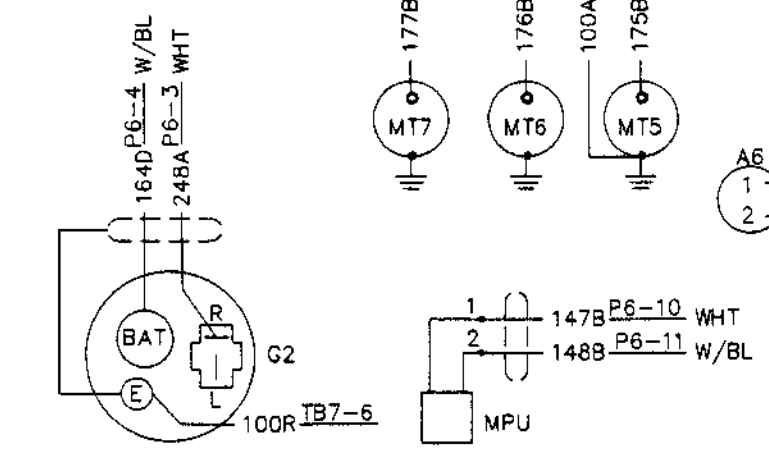 164D P6-4 W/BL
248A P6-3 WHT
177B
176B
100A
175B
MT7
MT6
MT5
A6
1
2
BAT
R
L
E
G2
100R TB7-6
1
147B P6-10 WHT
2
148B P6-11 W/BL
MPU